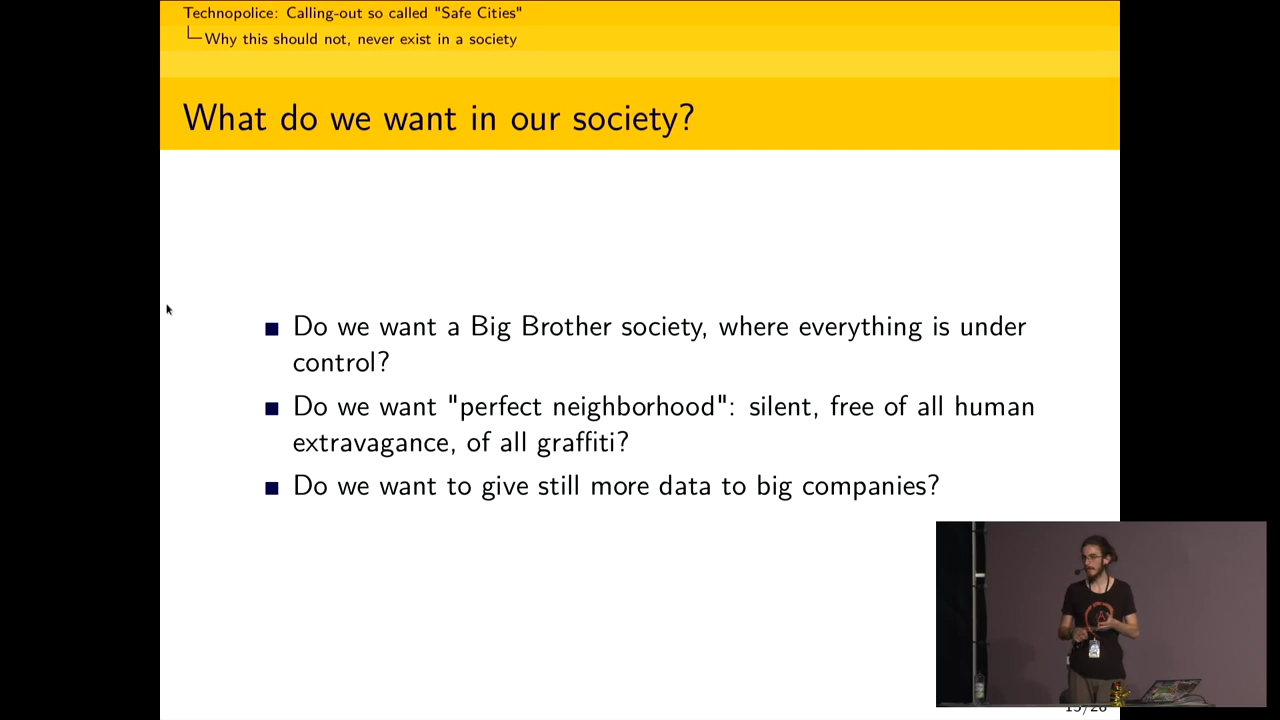 Technopolice: Calling-out so called "Safe Cities"
Why this should not, never exist in a society
What do we want in our society?
Do we want a Big Brother society, where everything is under
control?
Do we want "perfect neighborhood": silent, free of all human
extravagance, of all graffiti?
Do we want to give still more data to big companies?